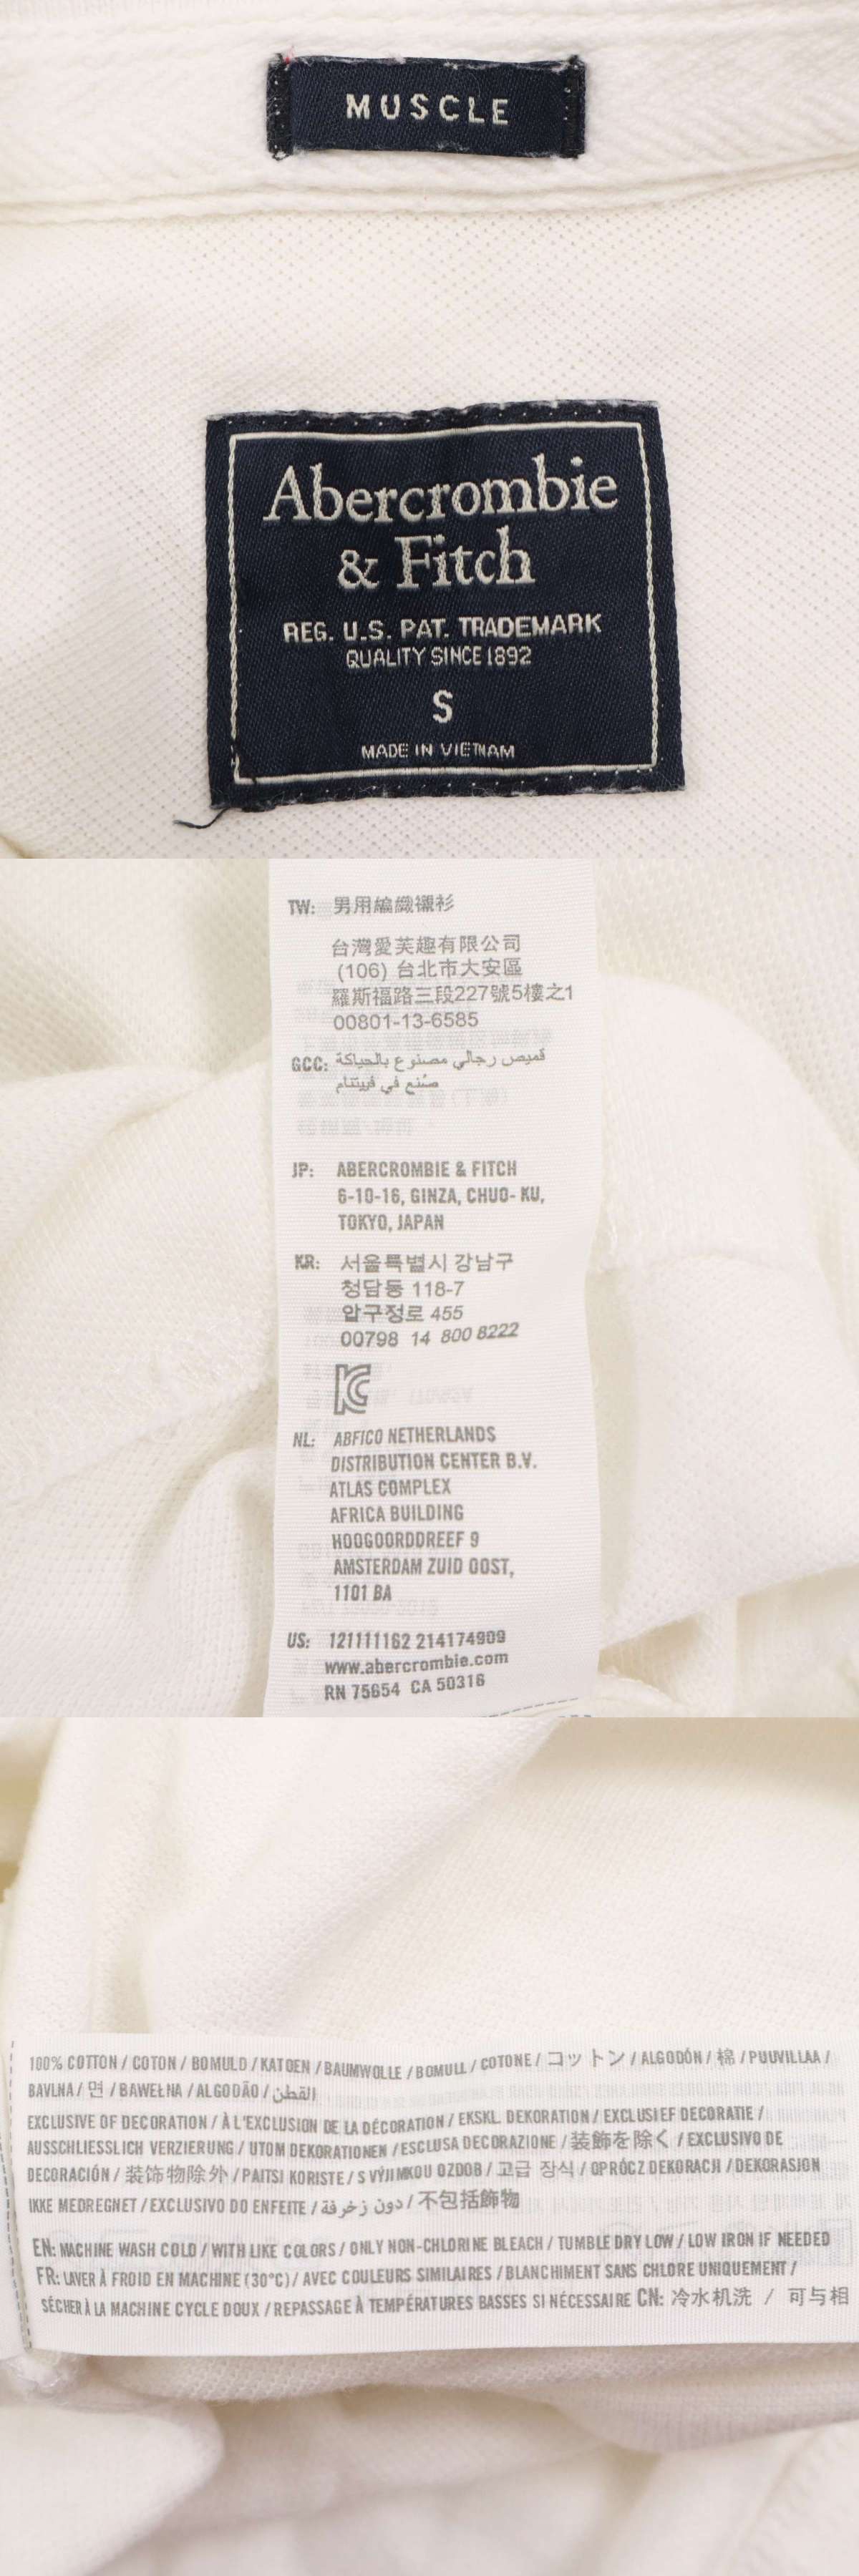 MUSCLE
Abercrombie
& Fitch
REG. U.S. PAT. TRADEMARK
QUALITY SINCE 1892
S
MADE IN VIETNAM
TW: 男用編織襯衫
台灣愛芙趣有限公司
(106) 台北市大安區
羅斯福路三段227號5樓之1
00801-13-6585
GCC: قميص رجالي مصنوع بالحياكة
صُنع في فيتنام
JP: ABERCROMBIE & FITCH
6-10-16, GINZA, CHUO- KU,
TOKYO, JAPAN
KR: 서울특별시 강남구
청담동 118-7
압구정로 455
00798 14 800 8222
NL: ABFICO NETHERLANDS
DISTRIBUTION CENTER B.V.
ATLAS COMPLEX
AFRICA BUILDING
HOOGOORDDREEF 9
AMSTERDAM ZUID OOST,
1101 BA
US: 121111162 214174909
www.abercrombie.com
RN 75654 CA 50316
100% COTTON / COTON / BOMULD / KATOEN / BAUMWOLLE / BOMULL / COTONE / コットン / ALGODÓN / 棉 / PUUVILLAA /
BAVLNA / 면 / BAWEŁNA / ALGODÃO / القطن
EXCLUSIVE OF DECORATION / À L'EXCLUSION DE LA DÉCORATION / EKSKL. DEKORATION / EXCLUSIEF DECORATIE /
AUSSCHLIESSLICH VERZIERUNG / UTOM DEKORATIONEN / ESCLUSA DECORAZIONE / 装飾を除く / EXCLUSIVO DE
DECORACIÓN / 装饰物除外 / PAITSI KORISTE / S VÝJIMKOU OZDOB / 고급 장식 / OPRÓCZ DEKORACJI / DEKORASJON
IKKE MEDREGNET / EXCLUSIVO DO ENFEITE / دون زخرفة / 不包括飾物
EN: MACHINE WASH COLD / WITH LIKE COLORS / ONLY NON-CHLORINE BLEACH / TUMBLE DRY LOW / LOW IRON IF NEEDED
FR: LAVER À FROID EN MACHINE (30°C) / AVEC COULEURS SIMILAIRES / BLANCHIMENT SANS CHLORE UNIQUEMENT /
SÉCHER À LA MACHINE CYCLE DOUX / REPASSAGE À TEMPÉRATURES BASSES SI NÉCESSAIRE CN: 冷水机洗 / 可与相